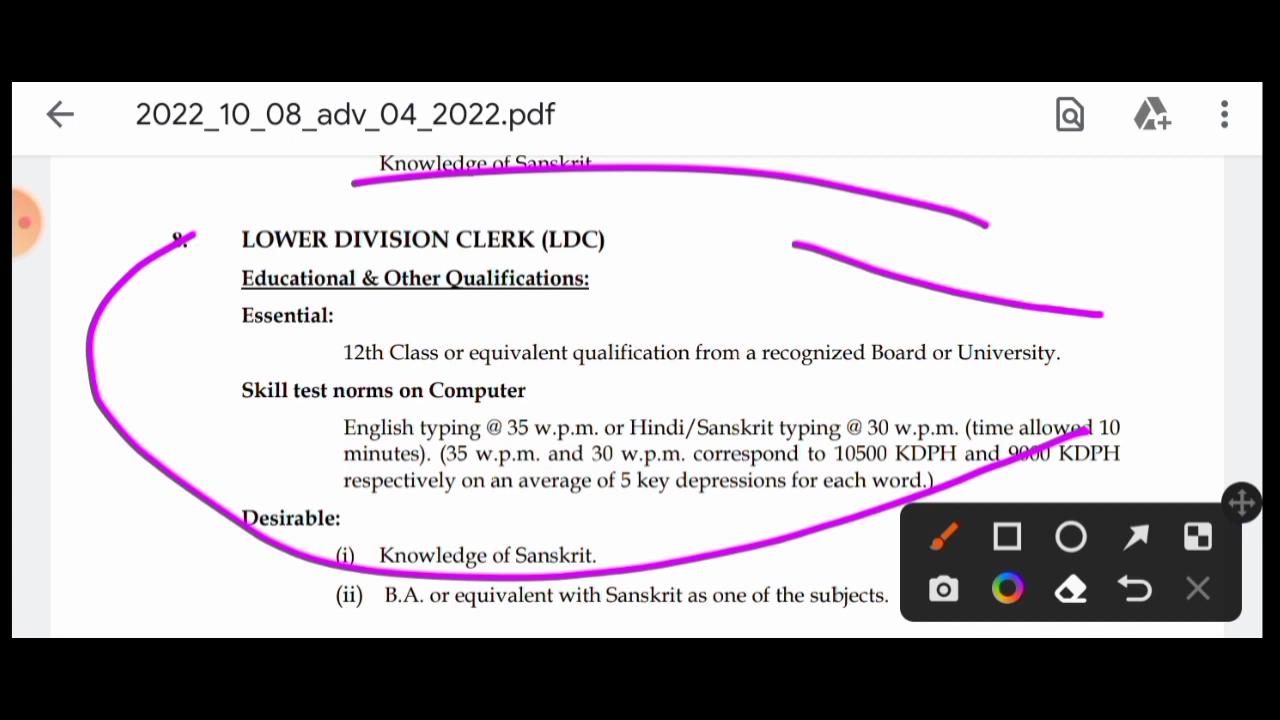 2022_10_08_adv_04_2022.pdf
Knowledge of Sanskrit
LOWER DIVISION CLERK (LDC)
Educational & Other Qualifications:
Essential:
12th Class or equivalent qualification from a recognized Board or University.
Skill test norms on Computer
English typing @ 35 w.p.m. or Hindi/Sanskrit typing @ 30 w.p.m. (time allowed 10
minutes). (35 w.p.m. and 30 w.p.m. correspond to 10500 KDPH and 9000 KDPH
respectively on an average of 5 key depressions for each word.)
Desirable:
(i) Knowledge of Sanskrit.
(ii) B.A. or equivalent with Sanskrit as one of the subjects.